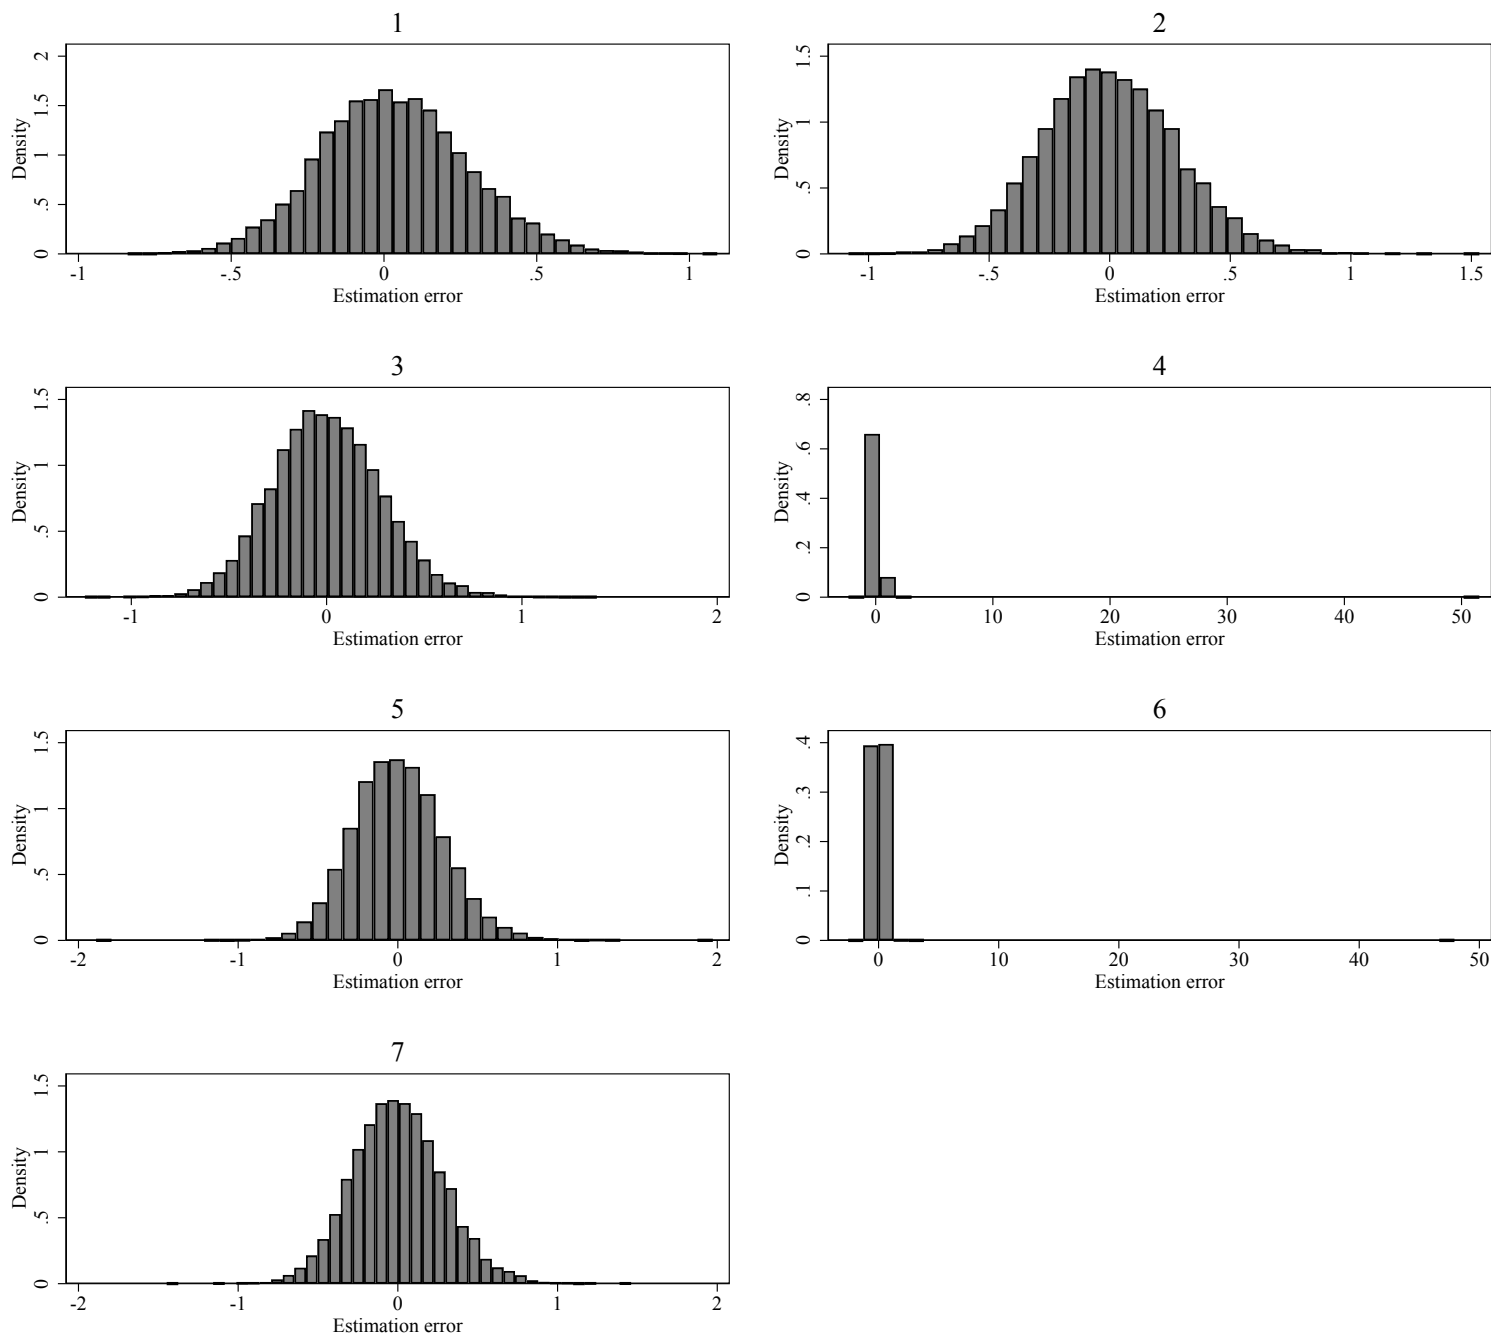 1
Density
0 .5 1 1.5 2
-1 -.5 0 .5 1
Estimation error
2
Density
0 .5 1 1.5
-1 -.5 0 .5 1 1.5
Estimation error
3
Density
0 .5 1 1.5
-1 0 1 2
Estimation error
4
Density
0 .2 .4 .6 .8
0 10 20 30 40 50
Estimation error
5
Density
0 .5 1 1.5
-2 -1 0 1 2
Estimation error
6
Density
0 .1 .2 .3 .4
0 10 20 30 40 50
Estimation error
7
Density
0 .5 1 1.5
-2 -1 0 1 2
Estimation error